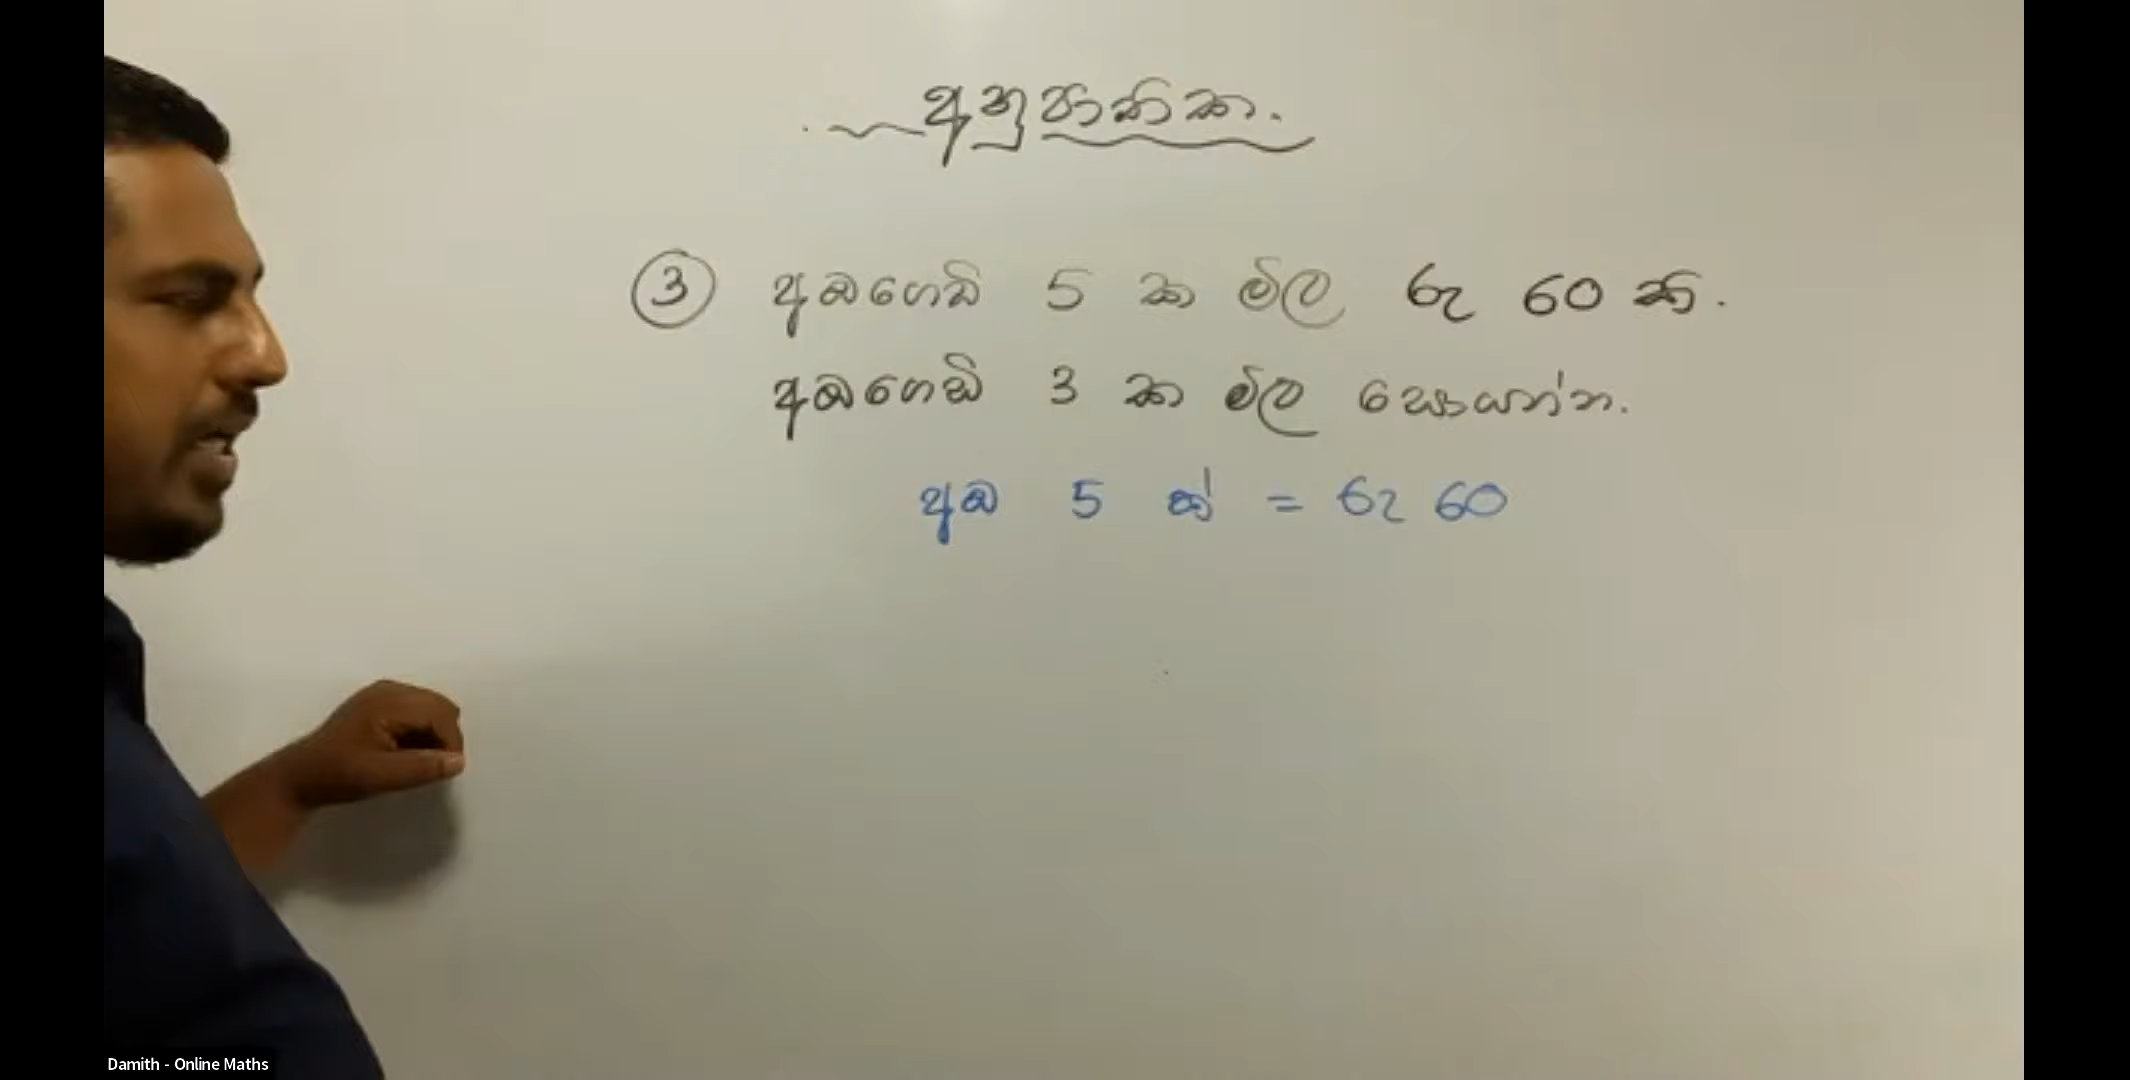 අනුපාතික.
③ අඹගෙඩි 5 ක මිල රු 60 කි.
අඹගෙඩි 3 ක මිල සොයන්න.
අඹ 5 ක් = රු 60
Damith - Online Maths